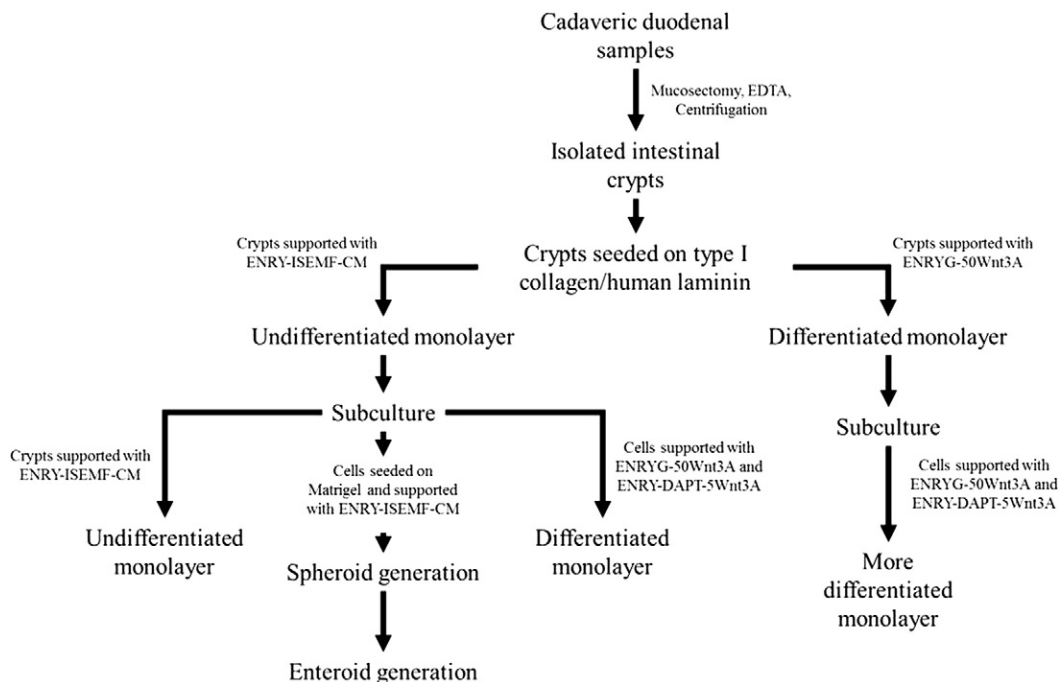 Cadaveric duodenal
samples
Mucosectomy, EDTA,
Centrifugation
Isolated intestinal
crypts
Crypts supported with
ENRY-ISEMF-CM
Crypts seeded on type I
collagen/human laminin
Crypts supported with
ENRYG-50Wnt3A
Undifferentiated monolayer
Differentiated monolayer
Subculture
Subculture
Crypts supported with
ENRY-ISEMF-CM
Cells seeded on
Matrigel and supported
with ENRY-ISEMF-CM
Cells supported with
ENRYG-50Wnt3A and
ENRY-DAPT-5Wnt3A
Cells supported with
ENRYG-50Wnt3A and
ENRY-DAPT-5Wnt3A
Undifferentiated
monolayer
Spheroid generation
Differentiated
monolayer
More
differentiated
monolayer
Enteroid generation